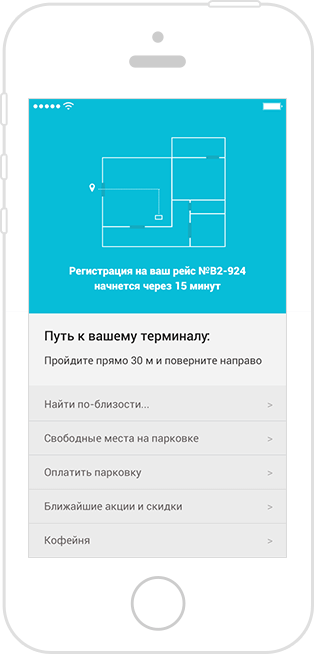 Регистрация на ваш рейс №B2-924
начнется через 15 минут
Путь к вашему терминалу:
Пройдите прямо 30 м и поверните направо
Найти по-близости... >
Свободные места на парковке >
Оплатить парковку >
Ближайшие акции и скидки >
Кофейня >